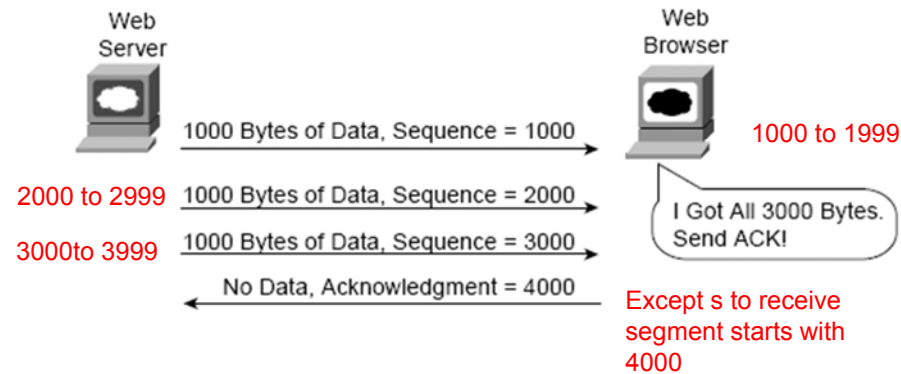 Web
Server
Web
Browser
1000 Bytes of Data, Sequence = 1000
1000 to 1999
2000 to 2999
1000 Bytes of Data, Sequence = 2000
I Got All 3000 Bytes.
Send ACK!
3000to 3999
1000 Bytes of Data, Sequence = 3000
No Data, Acknowledgment = 4000
Except s to receive
segment starts with
4000